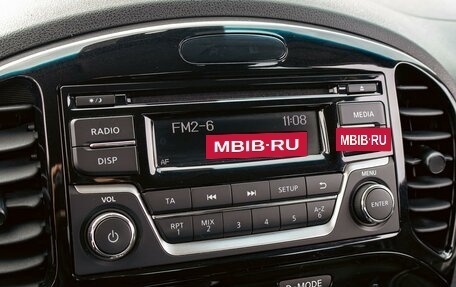 RADIO
DISP
FM2-6
11:08
MBIB·RU
AF
MEDIA
MBIB·RU
VOL
TA
SETUP
MENU
RPT
1
MIX
2
3
4
5
A-Z
6
ENTER
D-MODE